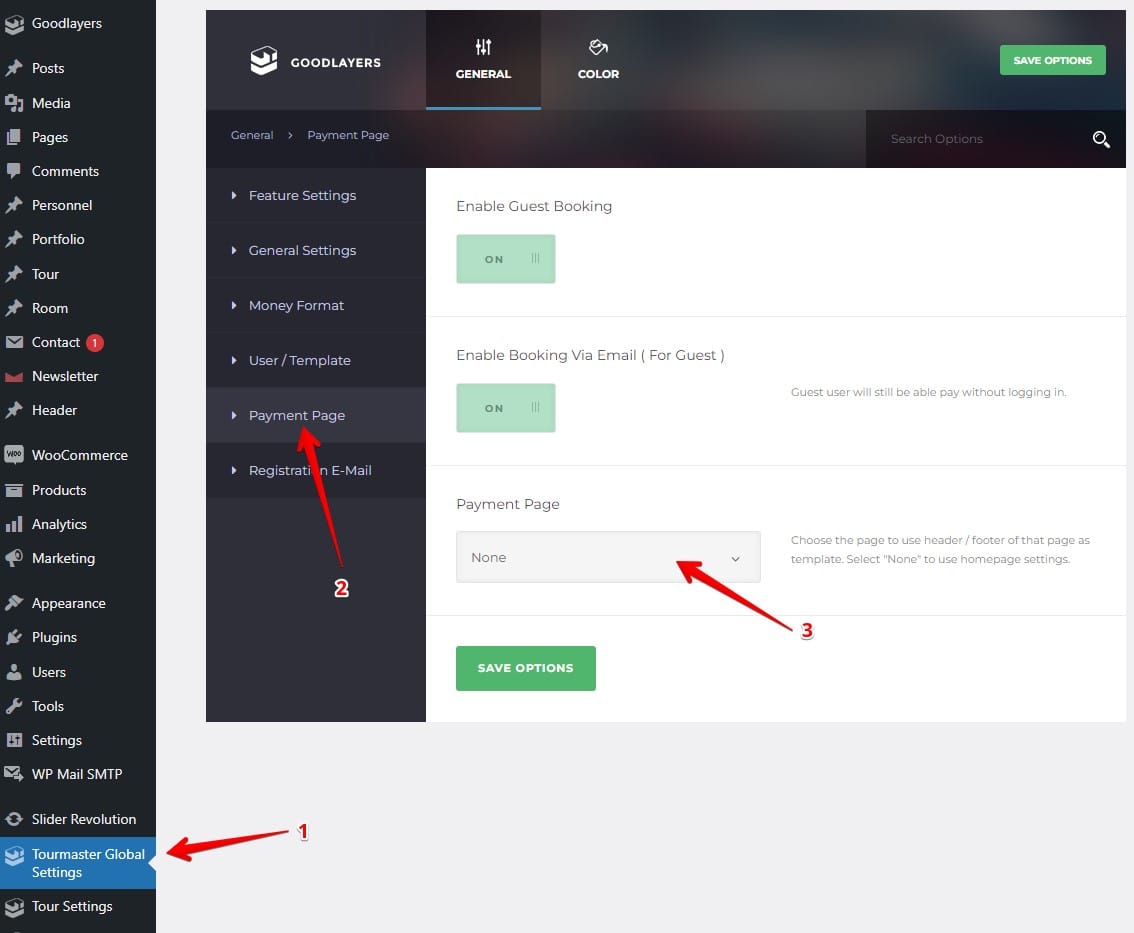 Goodlayers
Posts
Media
Pages
Comments
Personnel
Portfolio
Tour
Room
Contact 1
Newsletter
Header
WOO WooCommerce
Products
Analytics
Marketing
Appearance
Plugins
Users
Tools
Settings
WP Mail SMTP
Slider Revolution
Tourmaster Global
Settings
Tour Settings
GOODLAYERS
GENERAL
COLOR
SAVE OPTIONS
General > Payment Page
Search Options
Feature Settings
General Settings
Money Format
User / Template
Payment Page
Registration E-Mail
Enable Guest Booking
ON
Enable Booking Via Email ( For Guest )
ON
Guest user will still be able pay without logging in.
Payment Page
None
Choose the page to use header / footer of that page as
template. Select "None" to use homepage settings.
SAVE OPTIONS
1
2
3